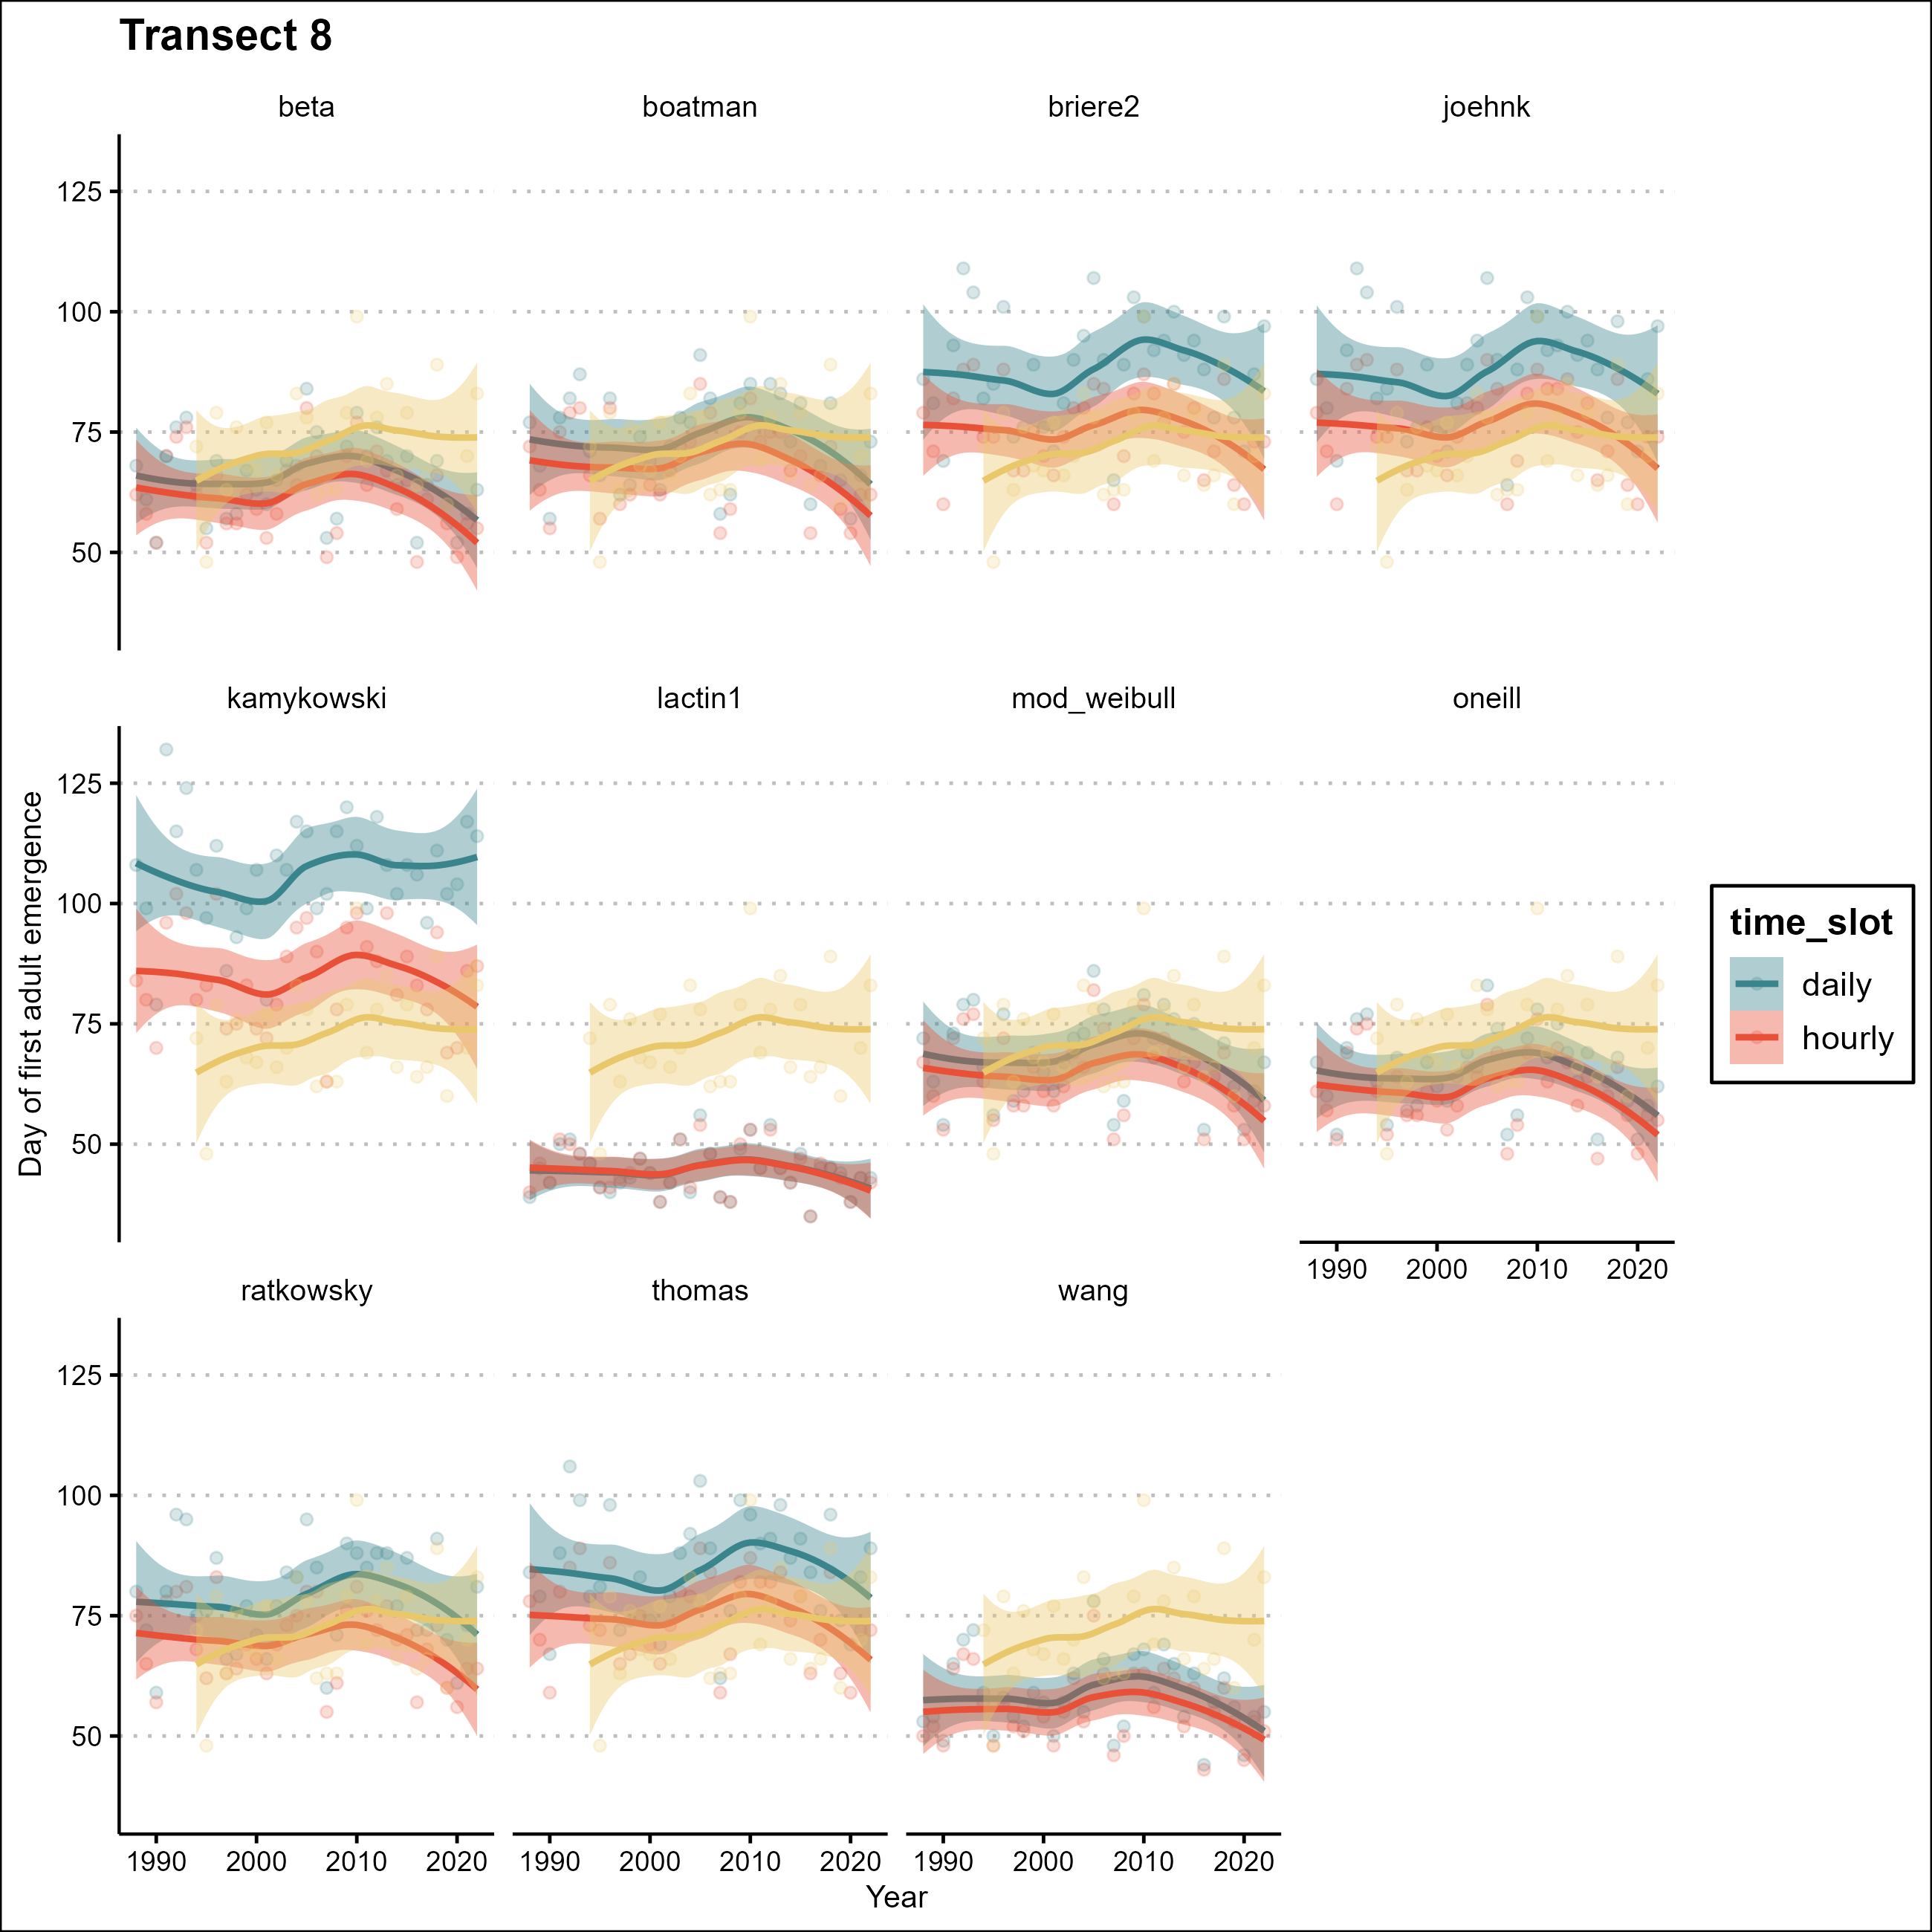 Transect 8
beta boatman briere2 joehnk
125
100
75
50
kamykowski lactin1 mod_weibull oneill
125
100
75
50
1990 2000 2010 2020
ratkowsky thomas wang
125
100
75
50
1990 2000 2010 2020 1990 2000 2010 2020 1990 2000 2010 2020
Year
Day of first adult emergence
time_slot
daily
hourly